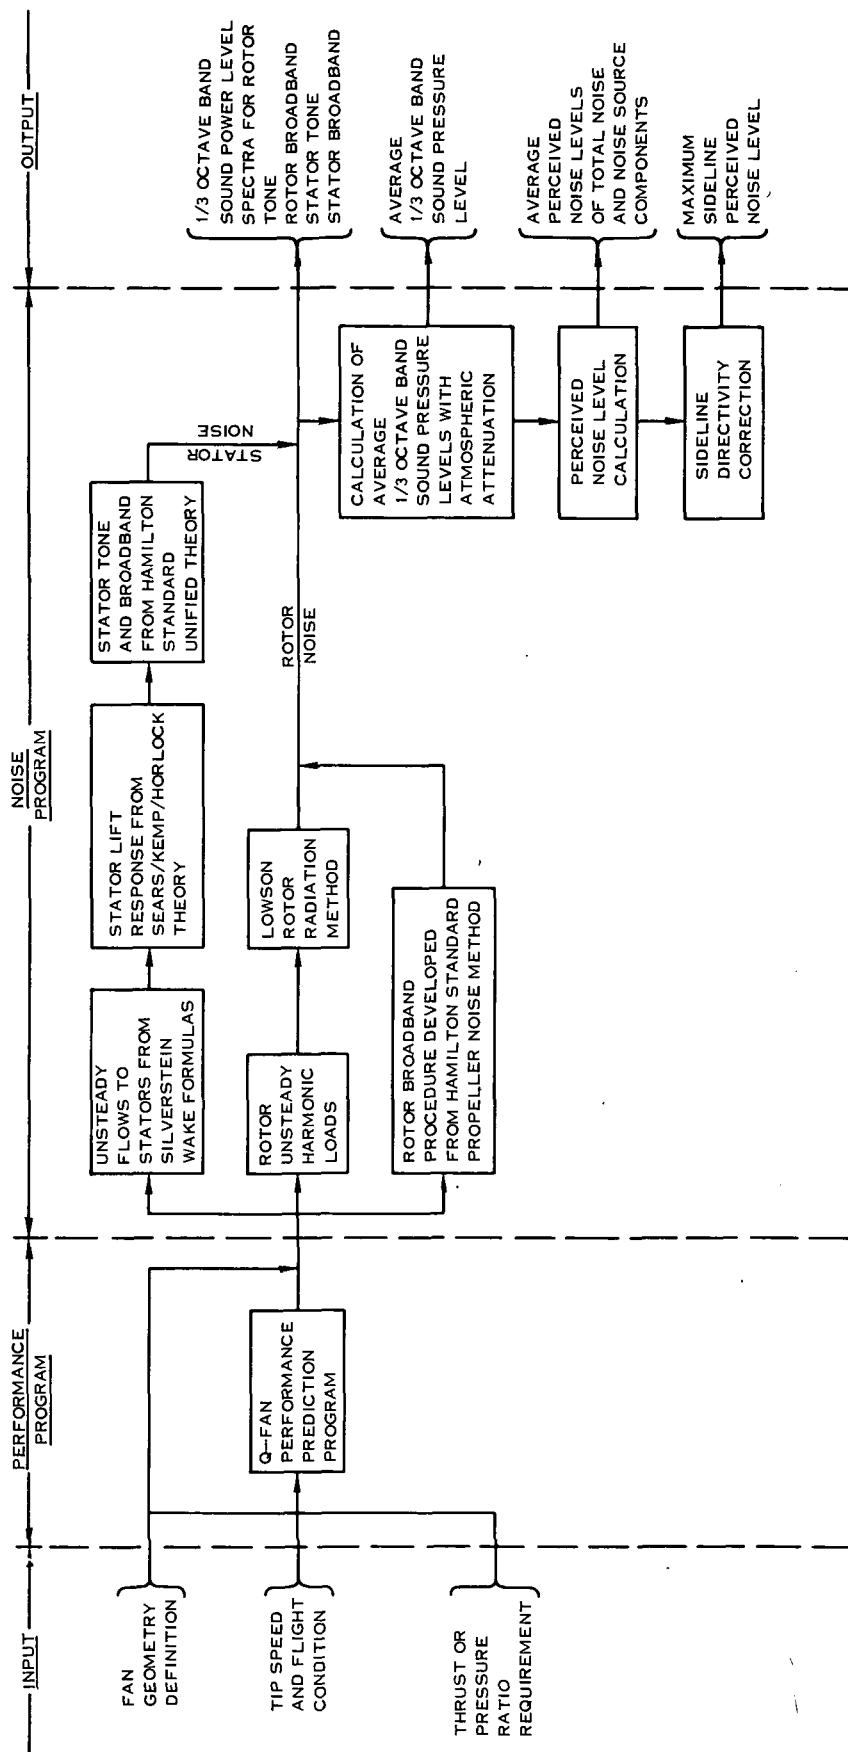 INPUT
PERFORMANCE
PROGRAM
NOISE
PROGRAM
OUTPUT
FAN
GEOMETRY
DEFINITION
TIP SPEED
AND FLIGHT
CONDITION
THRUST OR
PRESSURE
RATIO
REQUIREMENT
Q-FAN
PERFORMANCE
PREDICTION
PROGRAM
UNSTEADY
FLOWS TO
STATORS FROM
SILVERSTEIN
WAKE FORMULAS
STATOR LIFT
RESPONSE FROM
SEARS/KEMP/HORLOCK
THEORY
STATOR TONE
AND BROADBAND
FROM HAMILTON
STANDARD
UNIFIED THEORY
STATOR
NOISE
ROTOR
UNSTEADY
HARMONIC
LOADS
LOWSON
ROTOR
RADIATION
METHOD
ROTOR
NOISE
ROTOR BROADBAND
PROCEDURE DEVELOPED
FROM HAMILTON STANDARD
PROPELLER NOISE METHOD
CALCULATION OF
AVERAGE
1/3 OCTAVE BAND
SOUND PRESSURE
LEVELS WITH
ATMOSPHERIC
ATTENUATION
PERCEIVED
NOISE LEVEL
CALCULATION
SIDELINE
DIRECTIVITY
CORRECTION
1/3 OCTAVE BAND
SOUND POWER LEVEL
SPECTRA FOR ROTOR
TONE
ROTOR BROADBAND
STATOR TONE
STATOR BROADBAND
AVERAGE
1/3 OCTAVE BAND
SOUND PRESSURE
LEVEL
AVERAGE
PERCEIVED
NOISE LEVELS
OF TOTAL NOISE
AND NOISE SOURCE
COMPONENTS
MAXIMUM
SIDELINE
PERCEIVED
NOISE LEVEL